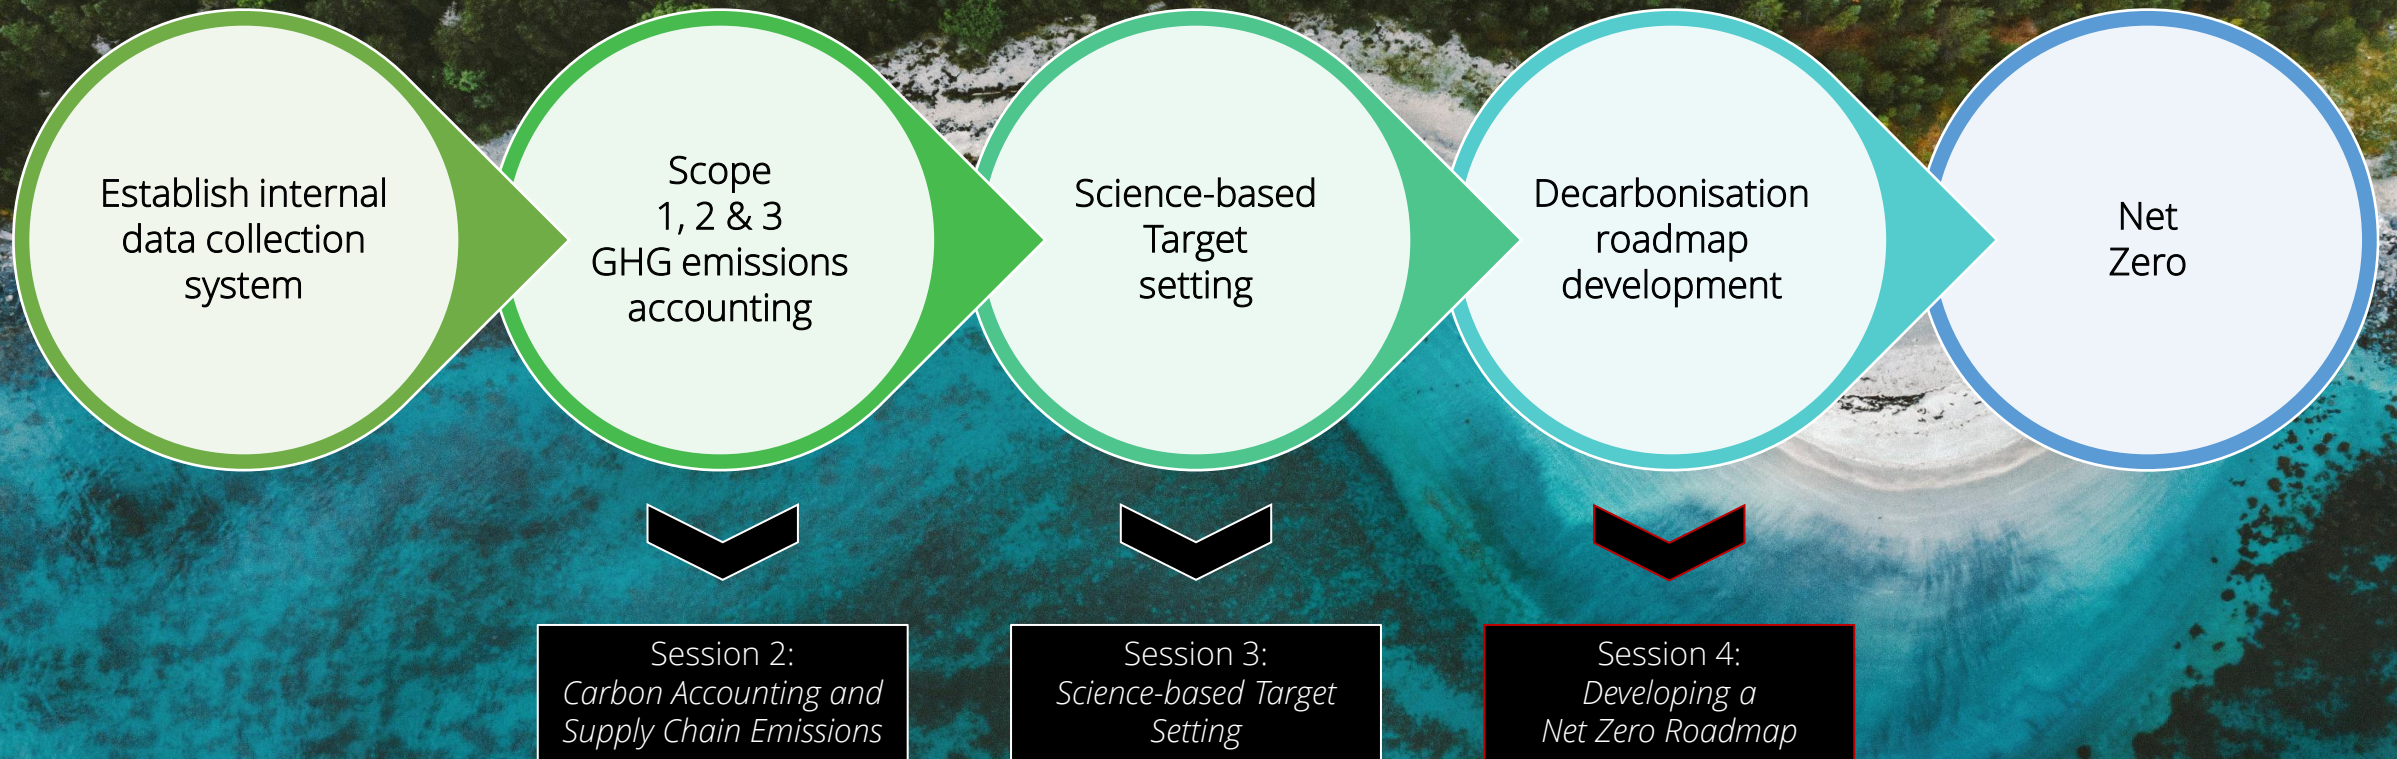 Establish internal
data collection
system
Scope
1, 2 & 3
GHG emissions
accounting
Science-based
Target
setting
Decarbonisation
roadmap
development
Net
Zero
Session 2:
Carbon Accounting and
Supply Chain Emissions
Session 3:
Science-based Target
Setting
Session 4:
Developing a
Net Zero Roadmap